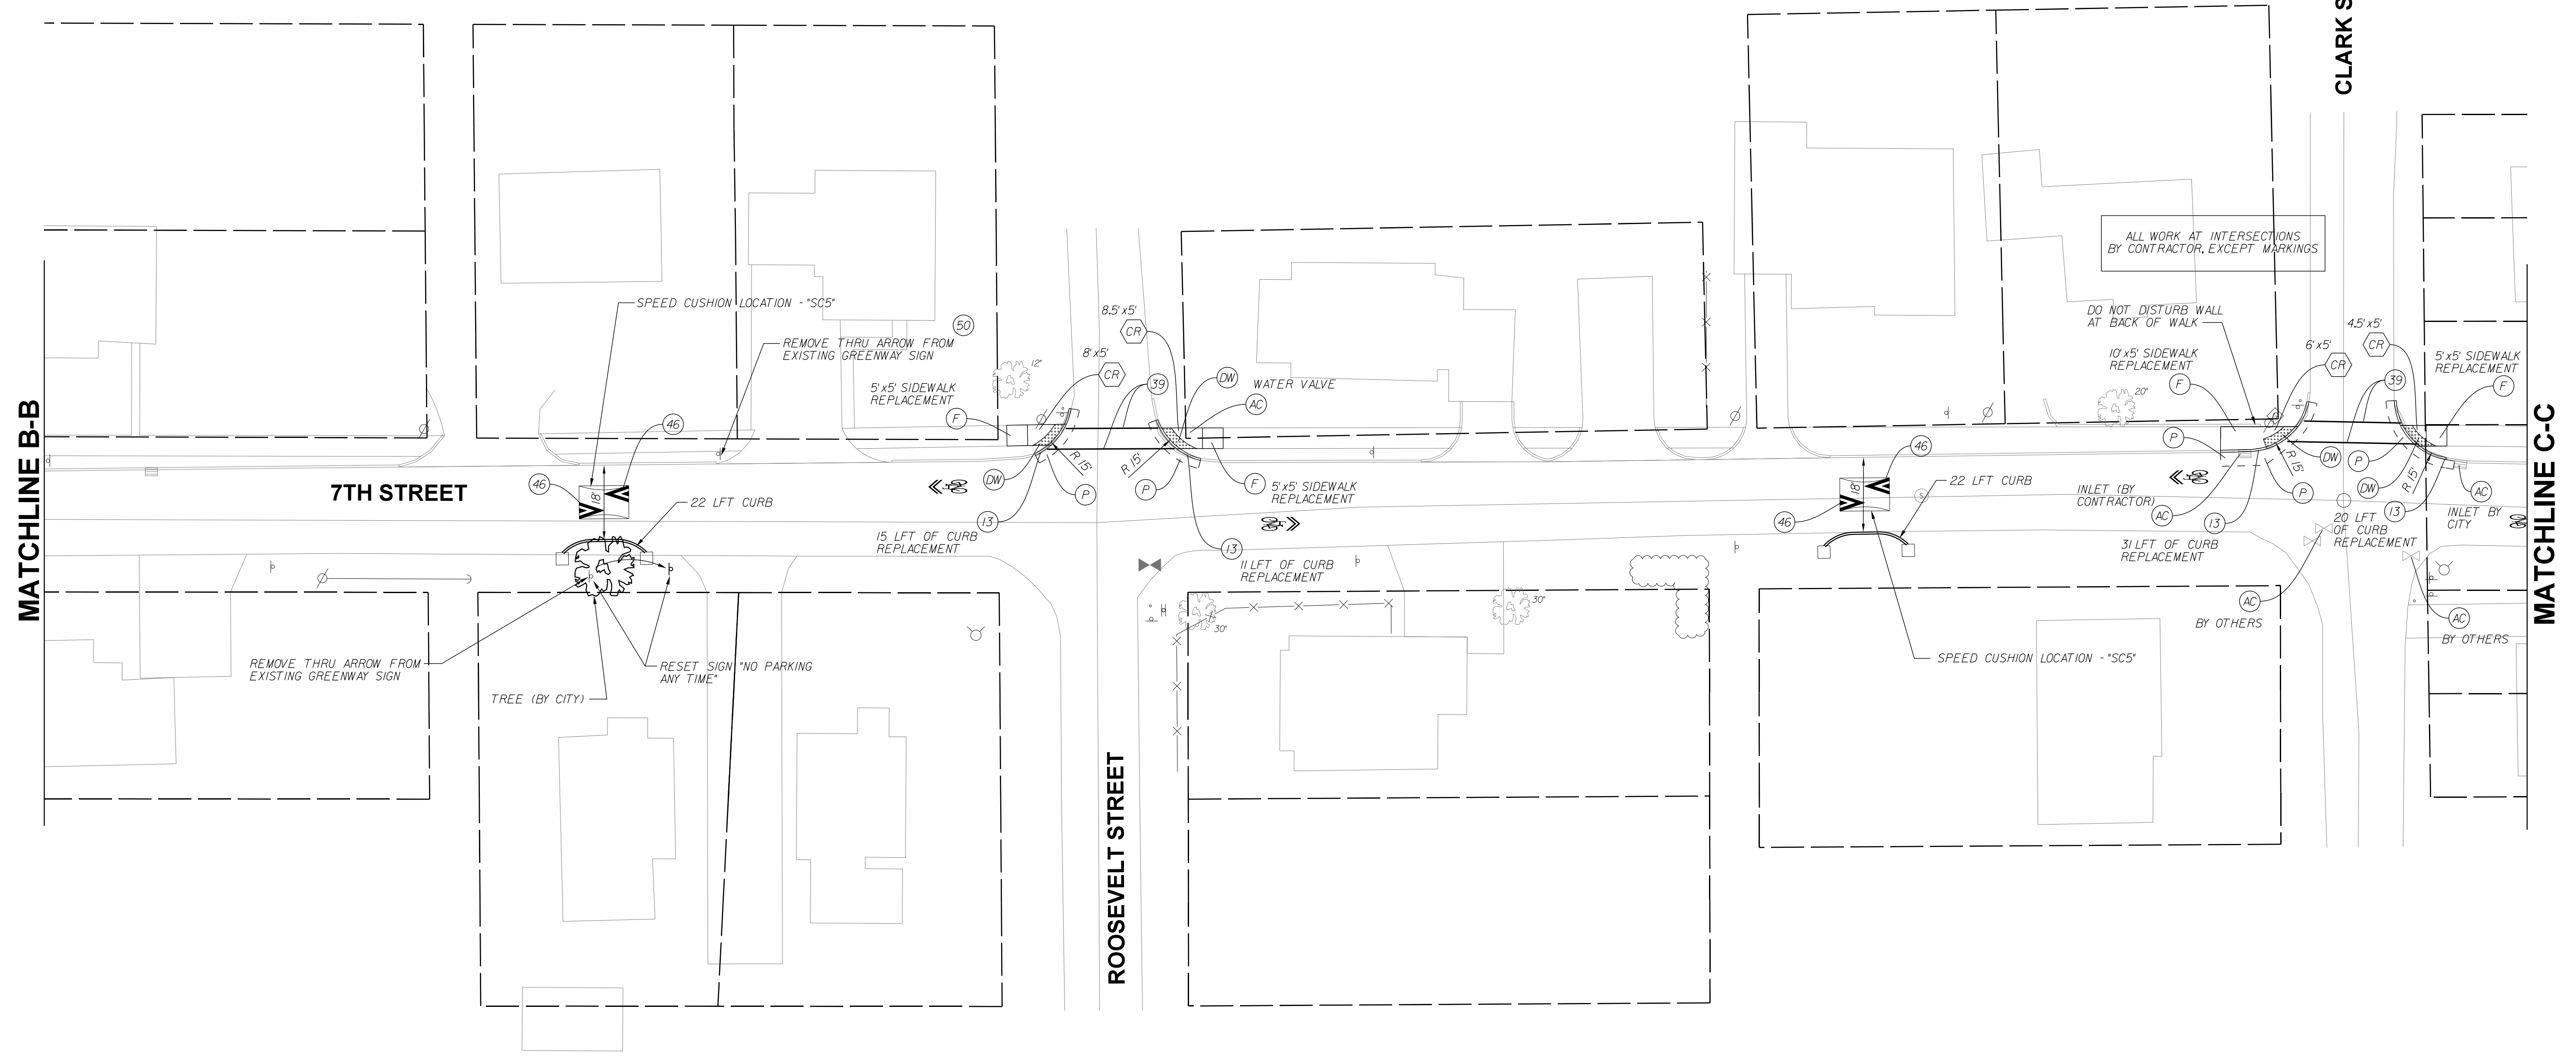 CLARK S
ALL WORK AT INTERSECTIONS
BY CONTRACTOR, EXCEPT MARKINGS
SPEED CUSHION LOCATION - "SC5"
REMOVE THRU ARROW FROM
EXISTING GREENWAY SIGN
50
12"
5'x5' SIDEWALK
REPLACEMENT
F
8'x5'
CR
8.5'x5'
CR
39
DW
WATER VALVE
AC
DO NOT DISTURB WALL
AT BACK OF WALK
10'x5' SIDEWALK
REPLACEMENT
F
20"
6'x5'
CR
4.5'x5'
CR
39
5'x5' SIDEWALK
REPLACEMENT
F
MATCHLINE B-B
7TH STREET
46
46
18'
22 LFT CURB
DW
R 15'
P
R 15'
P
F
5'x5' SIDEWALK
REPLACEMENT
13
15 LFT OF CURB
REPLACEMENT
13
11 LFT OF CURB
REPLACEMENT
46
46
18'
22 LFT CURB
S
P
R 15'
DW
P
P
DW
R 15'
INLET (BY
CONTRACTOR)
AC
13
31 LFT OF CURB
REPLACEMENT
20 LFT
OF CURB
REPLACEMENT
13
AC
INLET BY
CITY
AC
BY OTHERS
AC
BY OTHERS
MATCHLINE C-C
REMOVE THRU ARROW FROM
EXISTING GREENWAY SIGN
RESET SIGN "NO PARKING
ANY TIME"
TREE (BY CITY)
30"
30"
SPEED CUSHION LOCATION - "SC5"
ROOSEVELT STREET